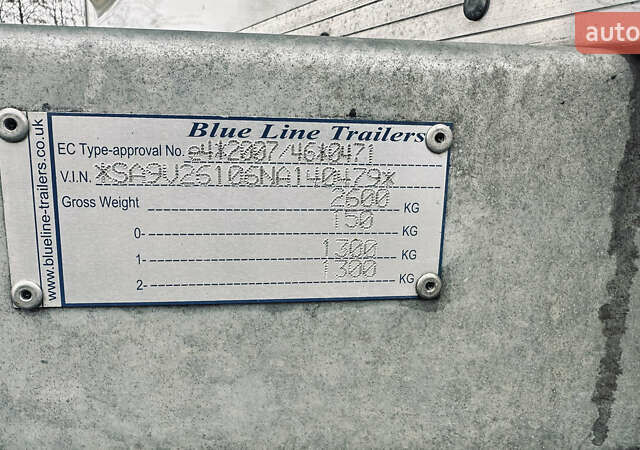 auto
Blue Line Trailers
EC Type-approval No. e4*2007/46*0471
V.I.N. *SA9V26106NA140479*
Gross Weight 2600 KG
0- 150 KG
1- 1300 KG
2- 1300 KG
www.blueline-trailers.co.uk